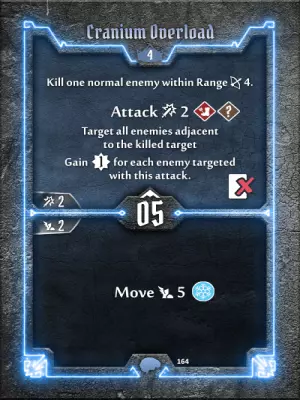 Cranium Overload
4
Kill one normal enemy within Range 4.
Attack 2 ?
Target all enemies adjacent
to the killed target
Gain 1 for each enemy targeted
with this attack.
2
05
2
Move 5
164